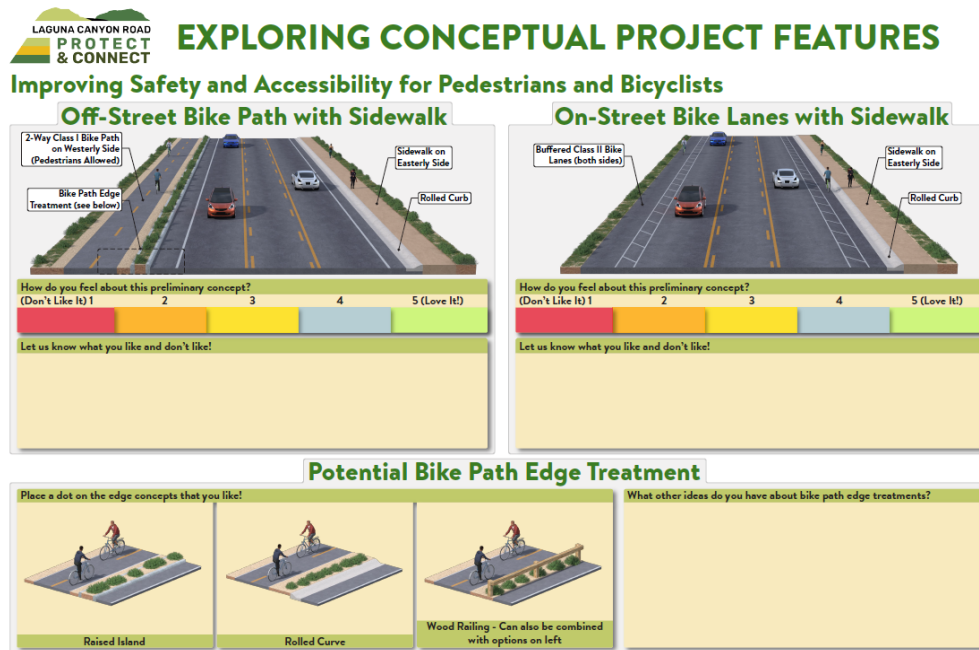 LAGUNA CANYON ROAD
PROTECT
& CONNECT
EXPLORING CONCEPTUAL PROJECT FEATURES
Improving Safety and Accessibility for Pedestrians and Bicyclists
Off-Street Bike Path with Sidewalk
2-Way Class I Bike Path
on Westerly Side
(Pedestrians Allowed)
Bike Path Edge
Treatment (see below)
Sidewalk on
Easterly Side
Rolled Curb
How do you feel about this preliminary concept?
(Don't Like It) 1 2 3 4 5 (Love It!)
Let us know what you like and don't like!
On-Street Bike Lanes with Sidewalk
Buffered Class II Bike
Lanes (both sides)
Sidewalk on
Easterly Side
Rolled Curb
How do you feel about this preliminary concept?
(Don't Like It) 1 2 3 4 5 (Love It!)
Let us know what you like and don't like!
Potential Bike Path Edge Treatment
Place a dot on the edge concepts that you like!
Raised Island
Rolled Curve
Wood Railing - Can also be combined
with options on left
What other ideas do you have about bike path edge treatments?